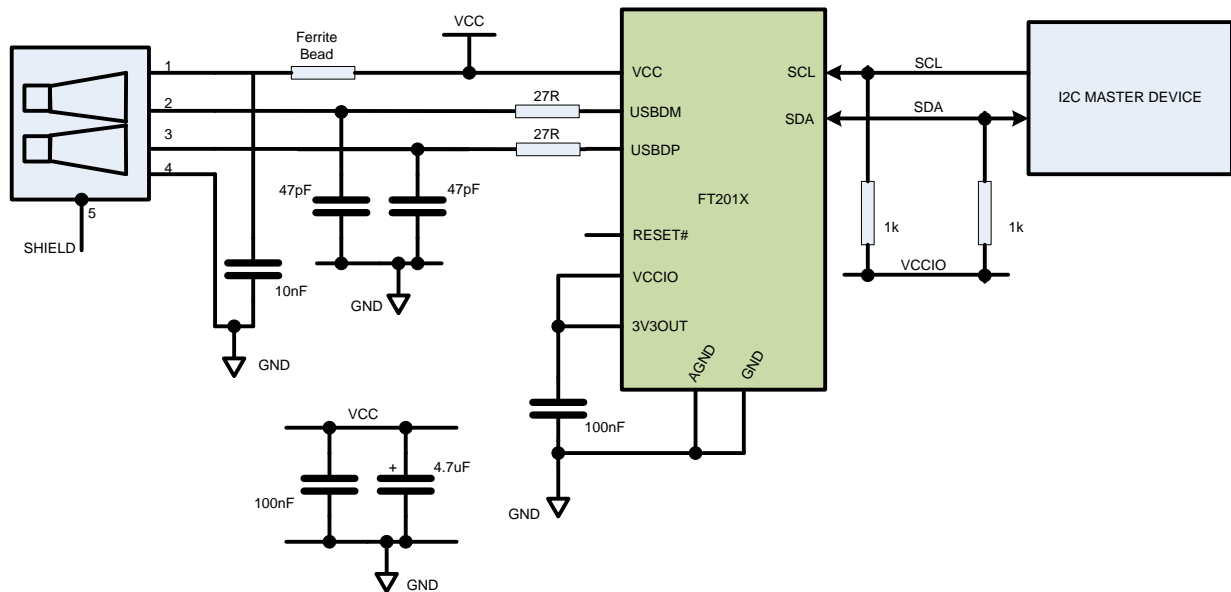 VCC
Ferrite
Bead
1
VCC
SCL
SCL
2
27R
USBDM
SDA
SDA
I2C MASTER DEVICE
3
27R
USBDP
4
47pF
47pF
FT201X
5
SHIELD
RESET#
1k
1k
10nF
VCCIO
VCCIO
GND
3V3OUT
GND
AGND
GND
VCC
100nF
+
4.7uF
100nF
GND
GND